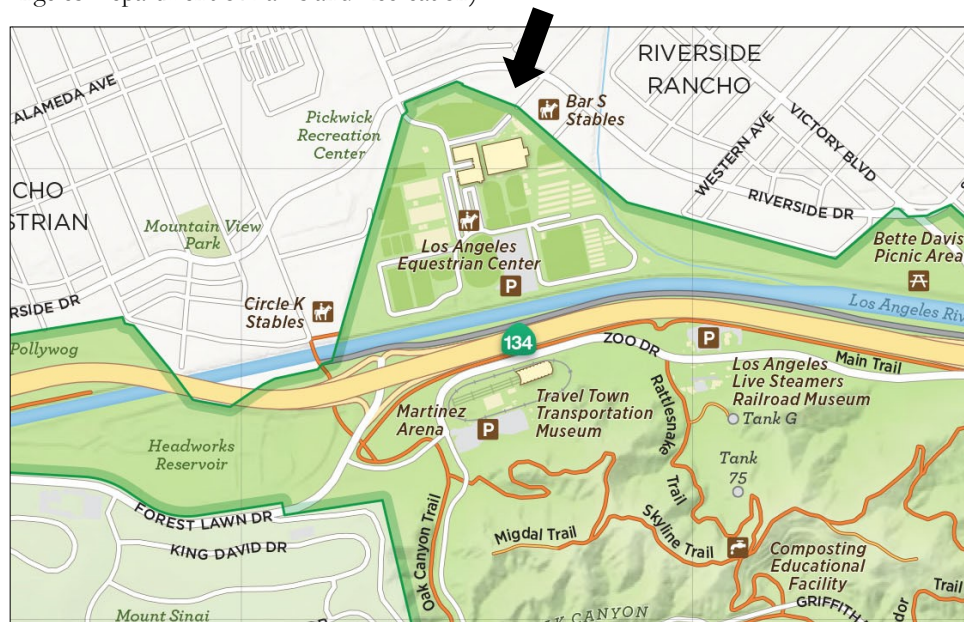 RIVERSIDE
RANCHO
ALAMEDA AVE
Bar S
Stables
Pickwick
Recreation
Center
VICTORY BLVD
WESTERN AVE
CHO
STRIAN
RIVERSIDE DR
Mountain View
Park
Los Angeles
Equestrian Center
Bette Davis
Picnic Area
P
Circle K
Stables
RSIDE DR
Los Angeles Riv
134
ZOO DR
P
Pollywog
Main Trail
Los Angeles
Live Steamers
Railroad Museum
Rattlesnake
Trail
Martinez
Arena
Travel Town
Transportation
Museum
P
Tank G
Headworks
Reservoir
Tank
75
FOREST LAWN DR
KING DAVID DR
Oak Canyon Trail
Migdal Trail
Skyline Trail
Composting
Educational
Facility
Trail
GRIFFITH
Mount Sinai
CANYON